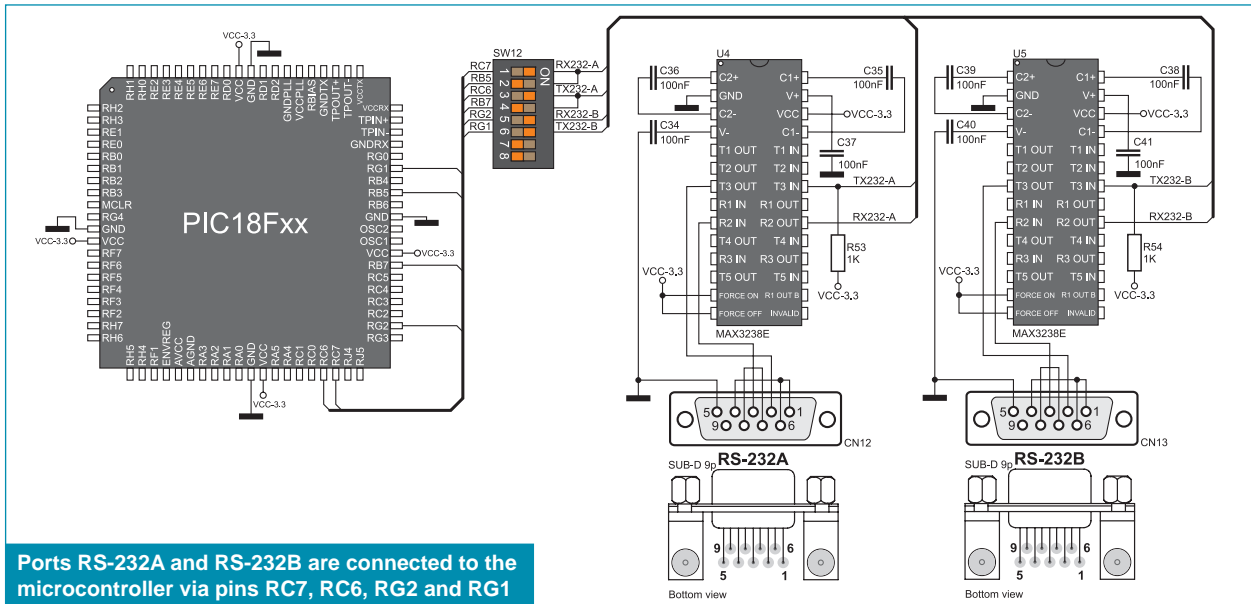 VCC-3.3
RH1
RH0
RE2
RE3
RE4
RE5
RE6
RE7
RD0
VCC
GND
RD1
RD2
GNDPLL
VCCPLL
RBIAS
GNDTX
TPOUT+
TPOUT-
VCCTX
RH2
RH3
RE1
RE0
RB0
RB1
RB2
RB3
MCLR
RG4
GND
VCC
RF7
RF6
RF5
RF4
RF3
RF2
RH7
RH6
VCC-3.3
PIC18Fxx
VCCRX
TPIN+
TPIN-
GNDRX
RG0
RG1
RB4
RB5
RB6
GND
OSC2
OSC1
VCC
RB7
RC5
RC4
RC3
RC2
RG2
RG3
VCC-3.3
RH5
RH4
RF1
ENVREG
AVCC
AGND
RA3
RA2
RA1
RA0
GND
VCC
RA5
RA4
RC1
RC0
RC6
RC7
RJ4
RJ5
VCC-3.3
SW12
RC7
RB5
RC6
RB7
RG2
RG1
1
2
3
4
5
6
7
8
ON
RX232-A
TX232-A
RX232-B
TX232-B
U4
C36
100nF
C35
100nF
C34
100nF
C37
100nF
C2+
GND
C2-
V-
T1 OUT
T2 OUT
T3 OUT
R1 IN
R2 IN
T4 OUT
R3 IN
T5 OUT
FORCE ON
FORCE OFF
C1+
V+
VCC
C1-
T1 IN
T2 IN
T3 IN
R1 OUT
R2 OUT
T4 IN
R3 OUT
T5 IN
R1 OUT B
INVALID
VCC-3.3
TX232-A
RX232-A
R53
1K
VCC-3.3
VCC-3.3
MAX3238E
5
1
9
6
CN12
SUB-D 9p
RS-232A
9
6
5
1
Bottom view
U5
C39
100nF
C38
100nF
C40
100nF
C41
100nF
C2+
GND
C2-
V-
T1 OUT
T2 OUT
T3 OUT
R1 IN
R2 IN
T4 OUT
R3 IN
T5 OUT
FORCE ON
FORCE OFF
C1+
V+
VCC
C1-
T1 IN
T2 IN
T3 IN
R1 OUT
R2 OUT
T4 IN
R3 OUT
T5 IN
R1 OUT B
INVALID
VCC-3.3
TX232-B
RX232-B
R54
1K
VCC-3.3
VCC-3.3
MAX3238E
5
1
9
6
CN13
SUB-D 9p
RS-232B
9
6
5
1
Bottom view
Ports RS-232A and RS-232B are connected to the
microcontroller via pins RC7, RC6, RG2 and RG1